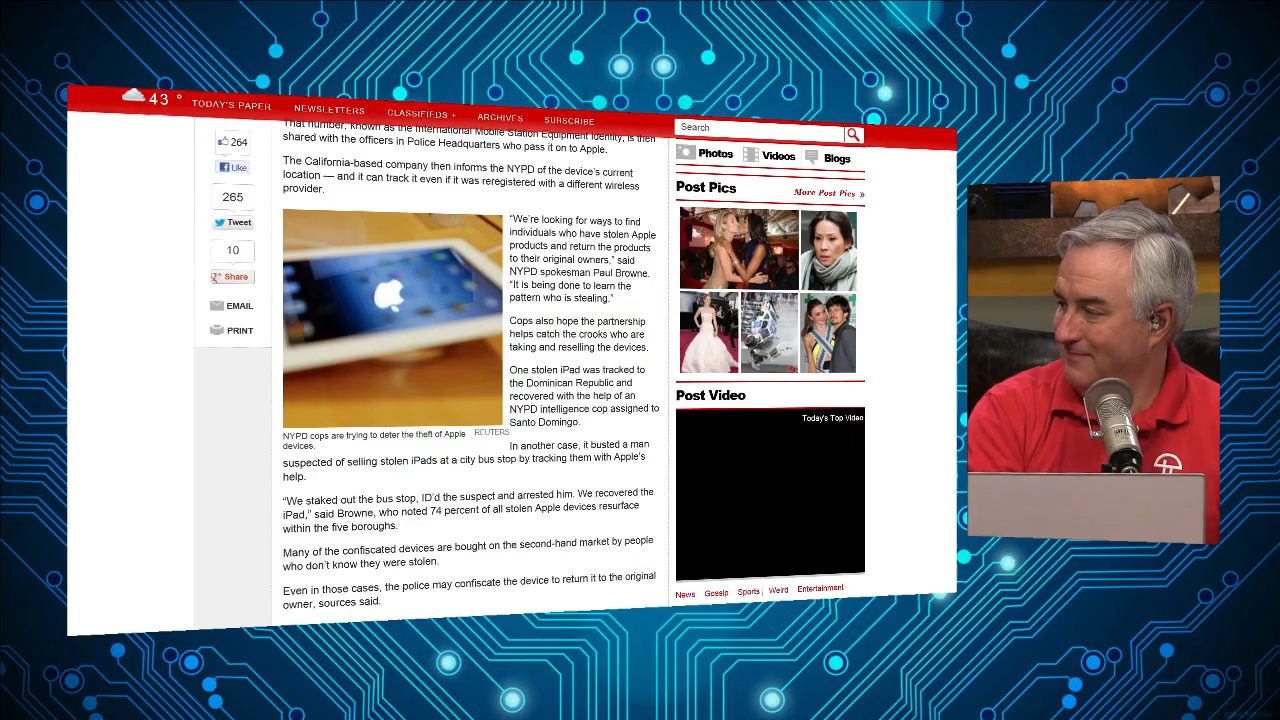 43 °
TODAY'S PAPER
NEWSLETTERS
CLASSIFIEDS +
ARCHIVES
SUBSCRIBE
Search
264
Like
265
Tweet
10
Share
EMAIL
PRINT
That number, known as the International Mobile Station Equipment Identity, is then
shared with the officers in Police Headquarters who pass it on to Apple.
The California-based company then informs the NYPD of the device's current
location — and it can track it even if it was reregistered with a different wireless
provider.
“We're looking for ways to find
individuals who have stolen Apple
products and return the products
to their original owners,” said
NYPD spokesman Paul Browne.
“It is being done to learn the
pattern who is stealing.”
Cops also hope the partnership
helps catch the crooks who are
taking and reselling the devices.
One stolen iPad was tracked to
the Dominican Republic and
recovered with the help of an
NYPD intelligence cop assigned to
Santo Domingo.
REUTERS
NYPD cops are trying to deter the theft of Apple
devices.
In another case, it busted a man
suspected of selling stolen iPads at a city bus stop by tracking them with Apple's
help.
“We staked out the bus stop, ID'd the suspect and arrested him. We recovered the
iPad,” said Browne, who noted 74 percent of all stolen Apple devices resurface
within the five boroughs.
Many of the confiscated devices are bought on the second-hand market by people
who don't know they were stolen.
Even in those cases, the police may confiscate the device to return it to the original
owner, sources said.
Photos
Videos
Blogs
Post Pics
More Post Pics »
Post Video
Today's Top Video
News
Gossip
Sports
Weird
Entertainment